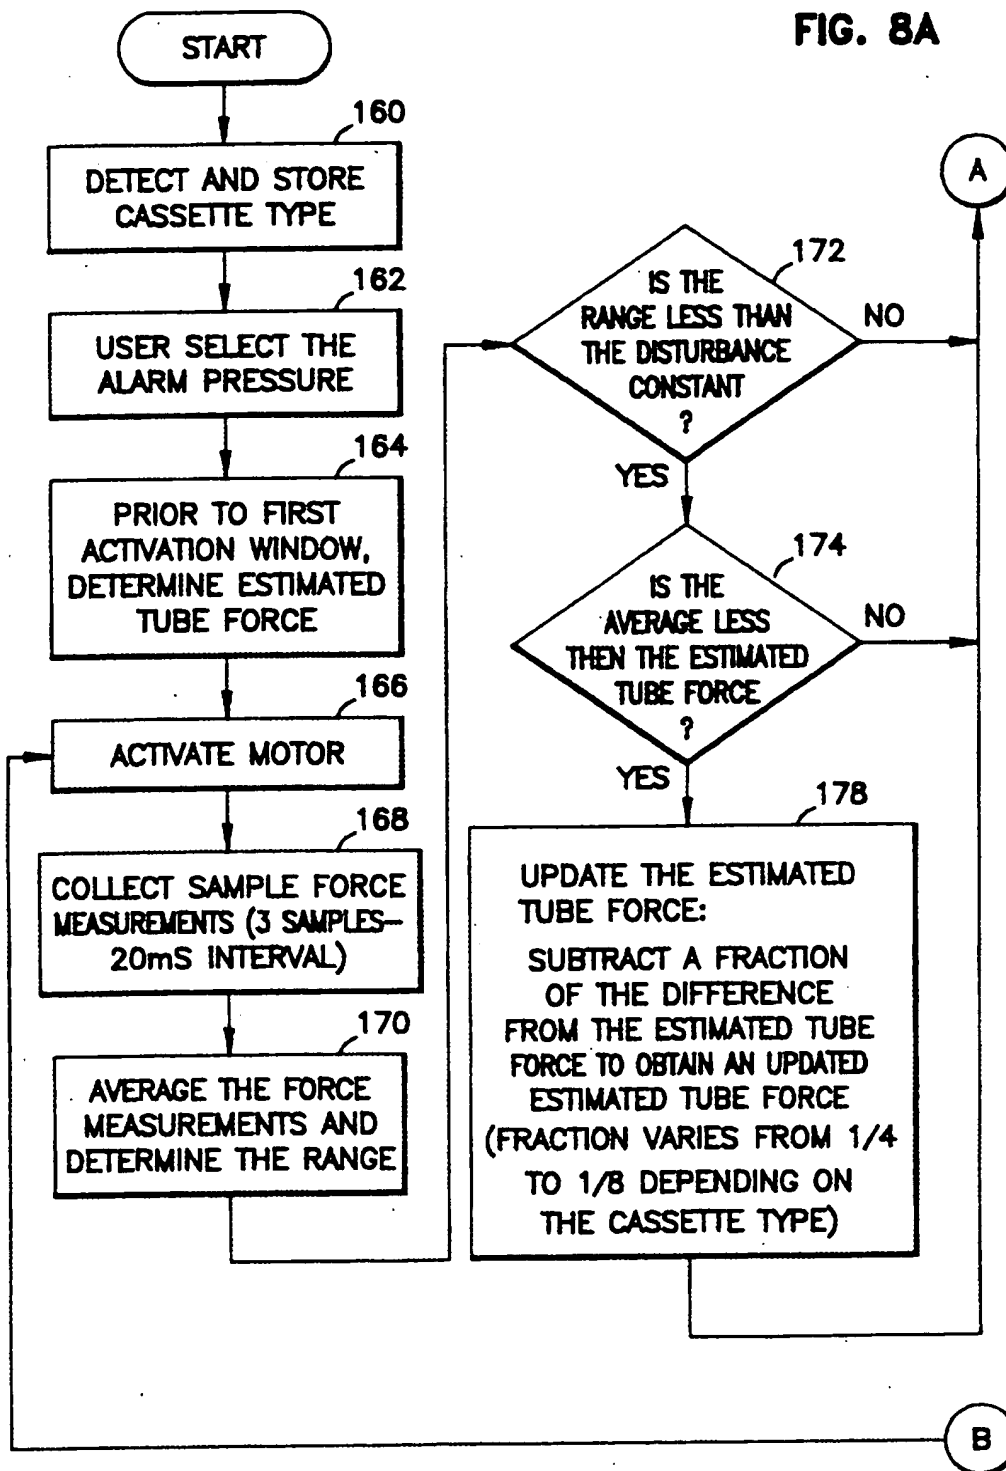 FIG. 8A
START
160
DETECT AND STORE
CASSETTE TYPE
162
USER SELECT THE
ALARM PRESSURE
164
PRIOR TO FIRST
ACTIVATION WINDOW,
DETERMINE ESTIMATED
TUBE FORCE
166
ACTIVATE MOTOR
168
COLLECT SAMPLE FORCE
MEASUREMENTS (3 SAMPLES–
20mS INTERVAL)
170
AVERAGE THE FORCE
MEASUREMENTS AND
DETERMINE THE RANGE
A
172
IS THE
RANGE LESS THAN
THE DISTURBANCE
CONSTANT
?
NO
YES
174
IS THE
AVERAGE LESS
THEN THE ESTIMATED
TUBE FORCE
?
NO
YES
178
UPDATE THE ESTIMATED
TUBE FORCE:
SUBTRACT A FRACTION
OF THE DIFFERENCE
FROM THE ESTIMATED TUBE
FORCE TO OBTAIN AN UPDATED
ESTIMATED TUBE FORCE
(FRACTION VARIES FROM 1/4
TO 1/8 DEPENDING ON
THE CASSETTE TYPE)
B